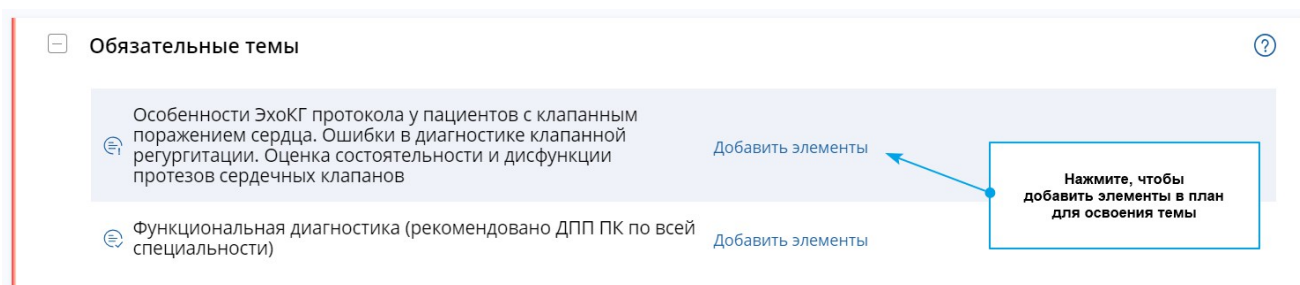 Обязательные темы
?
Особенности ЭхоКГ протокола у пациентов с клапанным
поражением сердца. Ошибки в диагностике клапанной
регургитации. Оценка состоятельности и дисфункции
протезов сердечных клапанов
Добавить элементы
Нажмите, чтобы
добавить элементы в план
для освоения темы
Функциональная диагностика (рекомендовано ДПП ПК по всей
специальности)
Добавить элементы